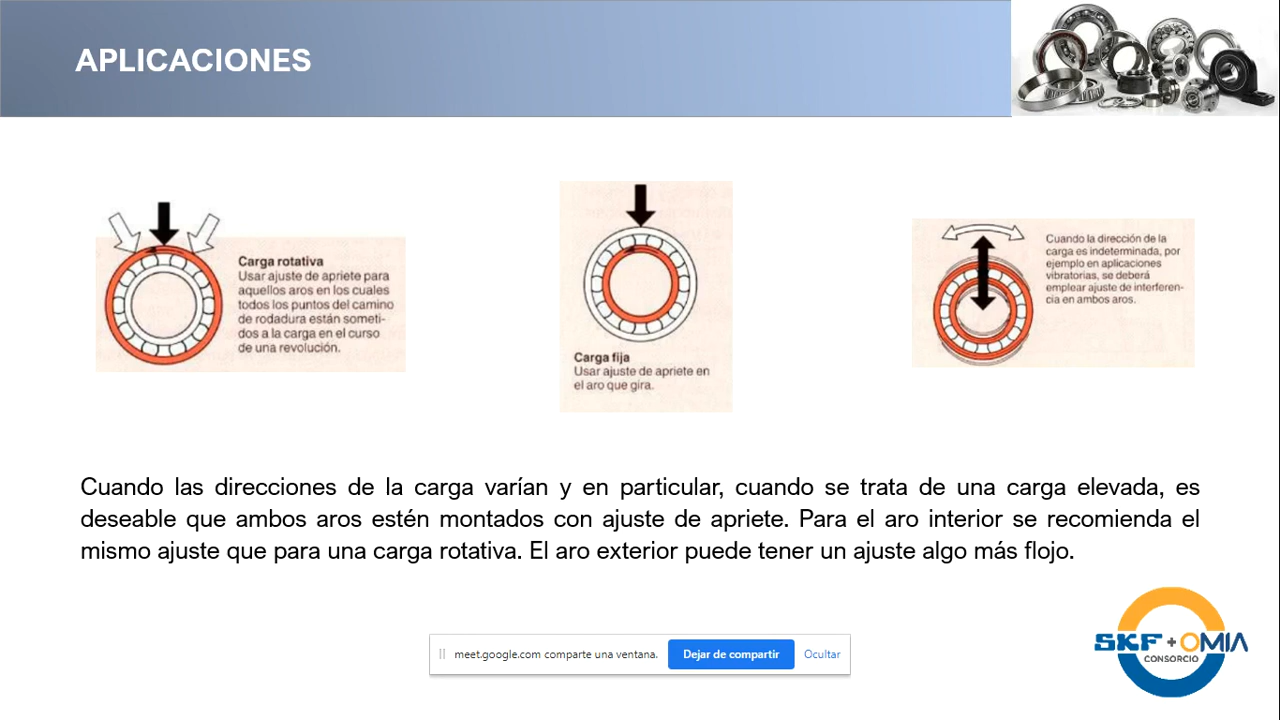 APLICACIONES
Carga rotativa
Usar ajuste de apriete para
aquellos aros en los cuales
todos los puntos del camino
de rodadura están someti-
dos a la carga en el curso
de una revolución.
Carga fija
Usar ajuste de apriete en
el aro que gira.
Cuando la dirección de la
carga es indeterminada, por
ejemplo en aplicaciones
vibratorias, se deberá
emplear ajuste de interferen-
cia en ambos aros.
Cuando las direcciones de la carga varían y en particular, cuando se trata de una carga elevada, es
deseable que ambos aros estén montados con ajuste de apriete. Para el aro interior se recomienda el
mismo ajuste que para una carga rotativa. El aro exterior puede tener un ajuste algo más flojo.
meet.google.com comparte una ventana. Dejar de compartir Ocultar
SKF + OMIA
CONSORCIO